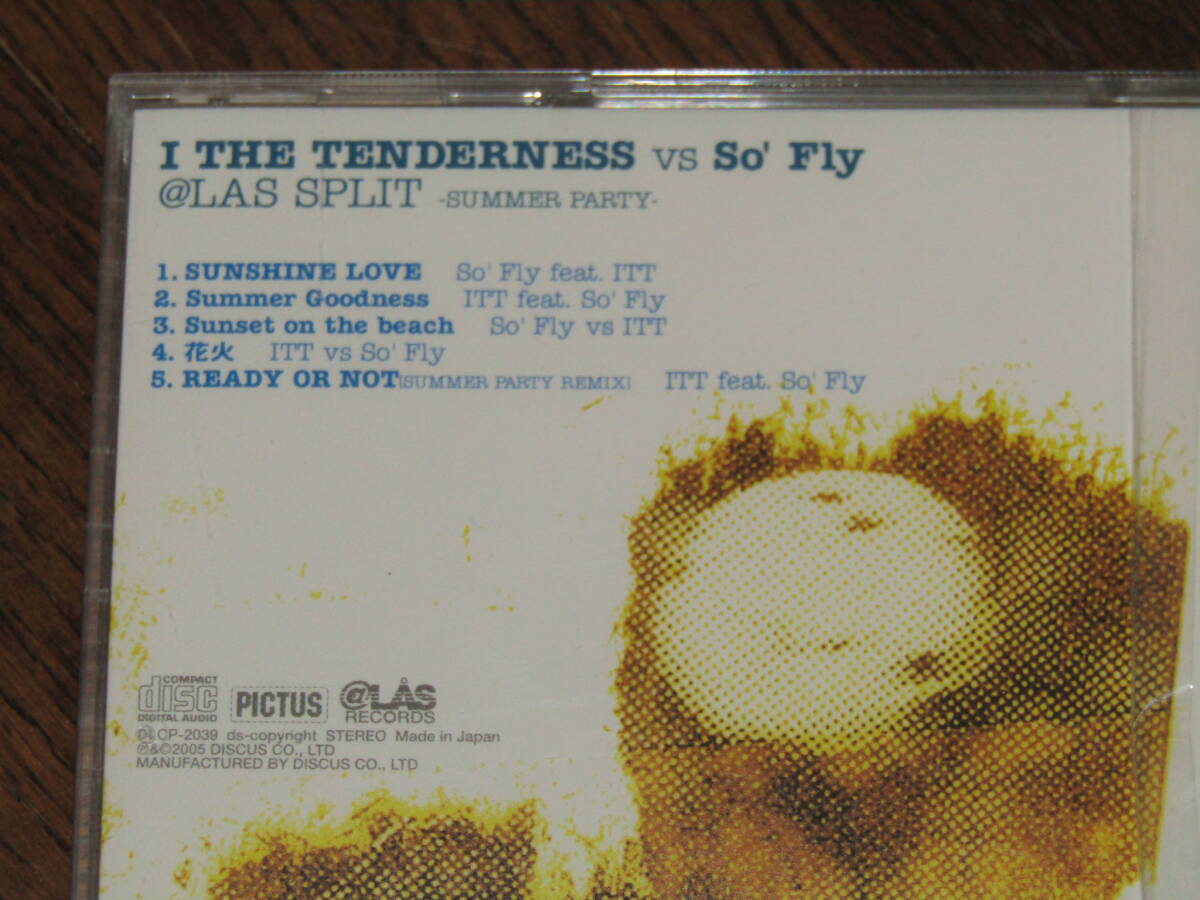 I THE TENDERNESS VS So' Fly
@LAS SPLIT -SUMMER PARTY-
1. SUNSHINE LOVE So' Fly feat. ITT
2. Summer Goodness ITT feat. So' Fly
3. Sunset on the beach So' Fly vs ITT
4. 花火 ITT vs So' Fly
5. READY OR NOT[SUMMER PARTY REMIX] ITT feat. So' Fly
COMPACT
disc
DIGITAL AUDIO
PICTUS
@LÅS
RECORDS
DLCP-2039 ds-copyright STEREO Made in Japan
℗&©2005 DISCUS CO., LTD
MANUFACTURED BY DISCUS CO., LTD